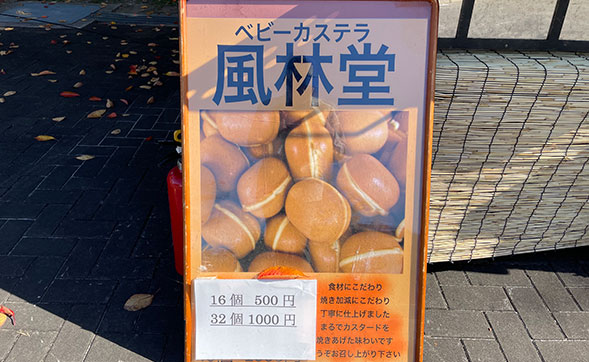 ベビーカステラ
風林堂
16個 500円
32個 1000円
食材にこだわり
焼き加減にこだわり
丁寧に仕上げました
まるでカスタードを
焼きあげた味わいです
うぞお召し上がり下さい